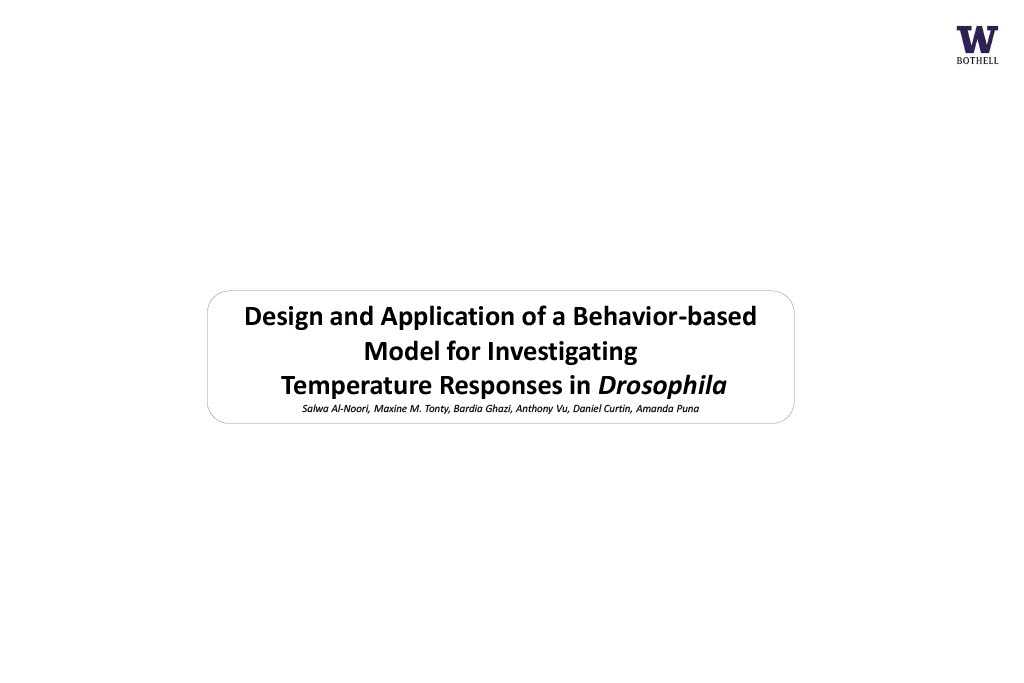 W
BOTHELL
Design and Application of a Behavior-based
Model for Investigating
Temperature Responses in Drosophila
Salwa Al-Noori, Maxine M. Tonty, Bardia Ghazi, Anthony Vu, Daniel Curtin, Amanda Puna